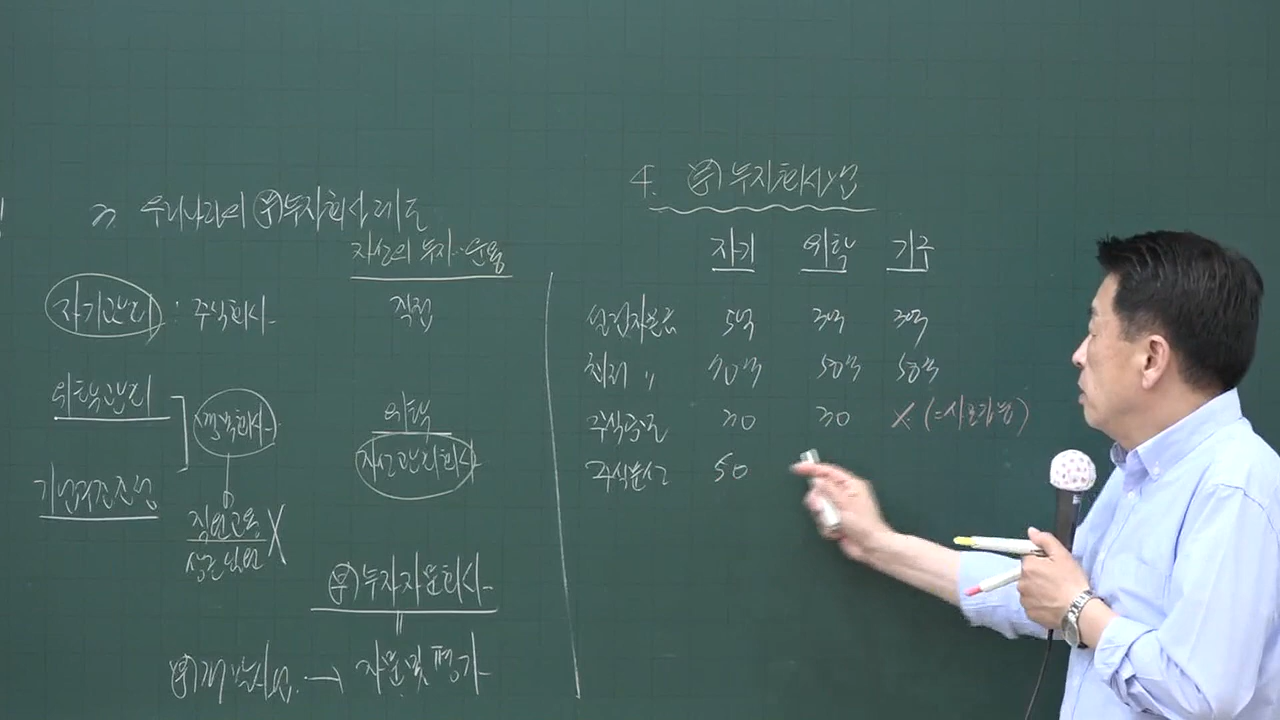 2. 우리나라의 부투자회사제도
자산의 투자·운용
자기관리 : 주식회사 직접
위탁관리
명목회사
위탁
자산관리회사
기업구조조정
직원고용
상근임원 X
부투자자문회사
"
부개발사업 → 자문 및 평가
4. 부투자회사법
자기 위탁 기구
설립자본금 5억 3억 3억
최저 〃 70억 50억 50억
주식공모 30 30 X (=사모가능)
주식분산 50